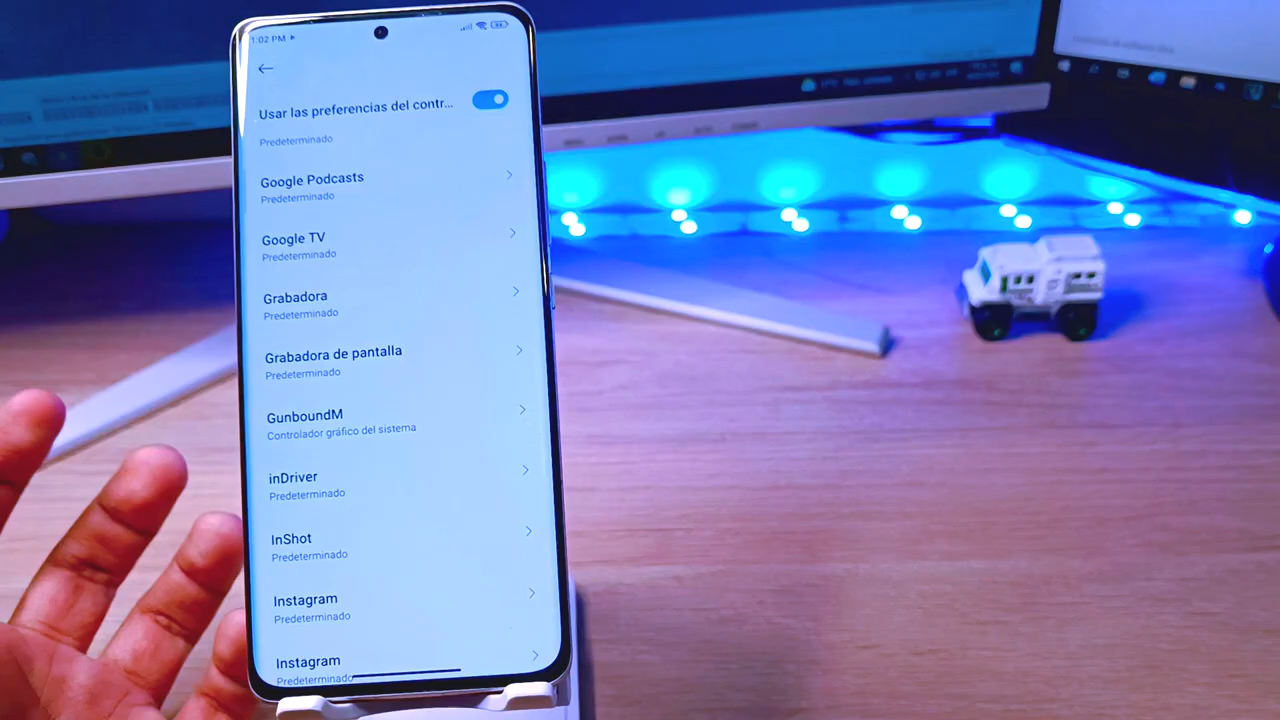 1:02 PM
Usar las preferencias del contr...
Predeterminado
Google Podcasts
Predeterminado
Google TV
Predeterminado
Grabadora
Predeterminado
Grabadora de pantalla
Predeterminado
GunboundM
Controlador gráfico del sistema
inDriver
Predeterminado
InShot
Predeterminado
Instagram
Predeterminado
Instagram
Predeterminado